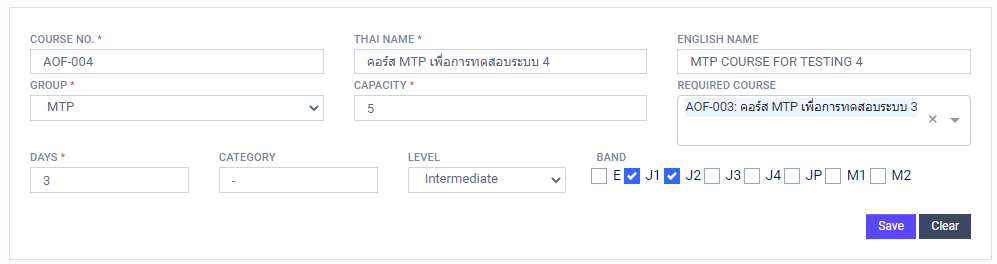 COURSE NO. * THAI NAME * ENGLISH NAME
AOF-004 คอร์ส MTP เพื่อการทดสอบระบบ 4 MTP COURSE FOR TESTING 4
GROUP * CAPACITY * REQUIRED COURSE
MTP 5 AOF-003: คอร์ส MTP เพื่อการทดสอบระบบ 3
DAYS * CATEGORY LEVEL BAND
3 - Intermediate E J1 J2 J3 J4 JP M1 M2
Save Clear